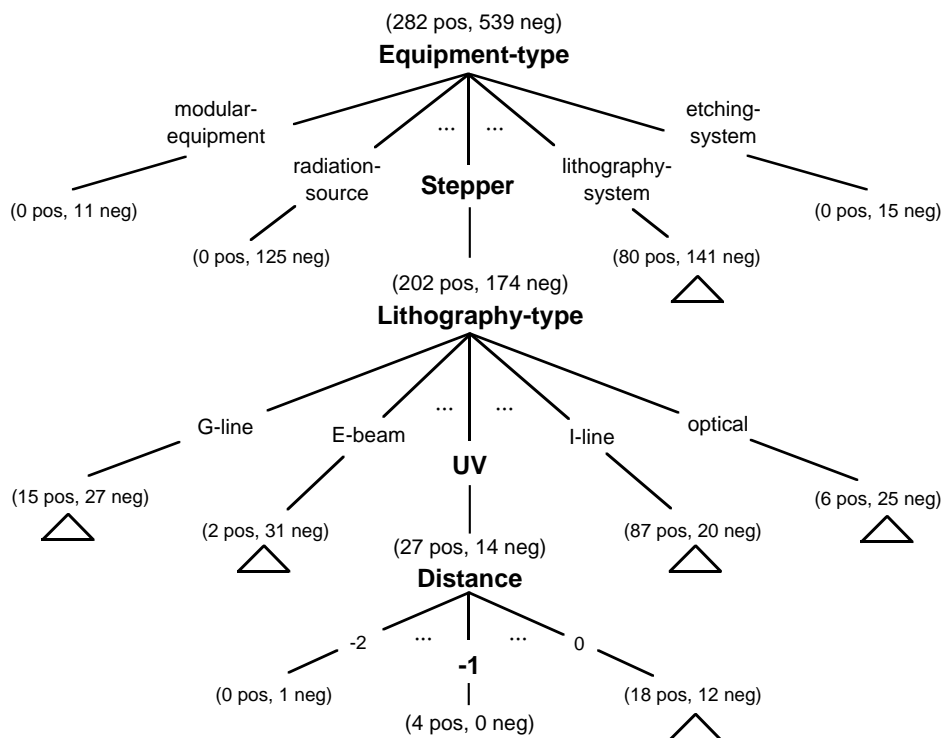 (282 pos, 539 neg)
Equipment-type
modular-
equipment
etching-
system
... ...
radiation-
source
Stepper
lithography-
system
(0 pos, 11 neg)
(0 pos, 15 neg)
(0 pos, 125 neg)
(80 pos, 141 neg)
(202 pos, 174 neg)
Lithography-type
... ...
G-line
E-beam
I-line
optical
UV
(15 pos, 27 neg)
(2 pos, 31 neg)
(87 pos, 20 neg)
(6 pos, 25 neg)
(27 pos, 14 neg)
Distance
-2
...
...
0
-1
(0 pos, 1 neg)
(18 pos, 12 neg)
(4 pos, 0 neg)